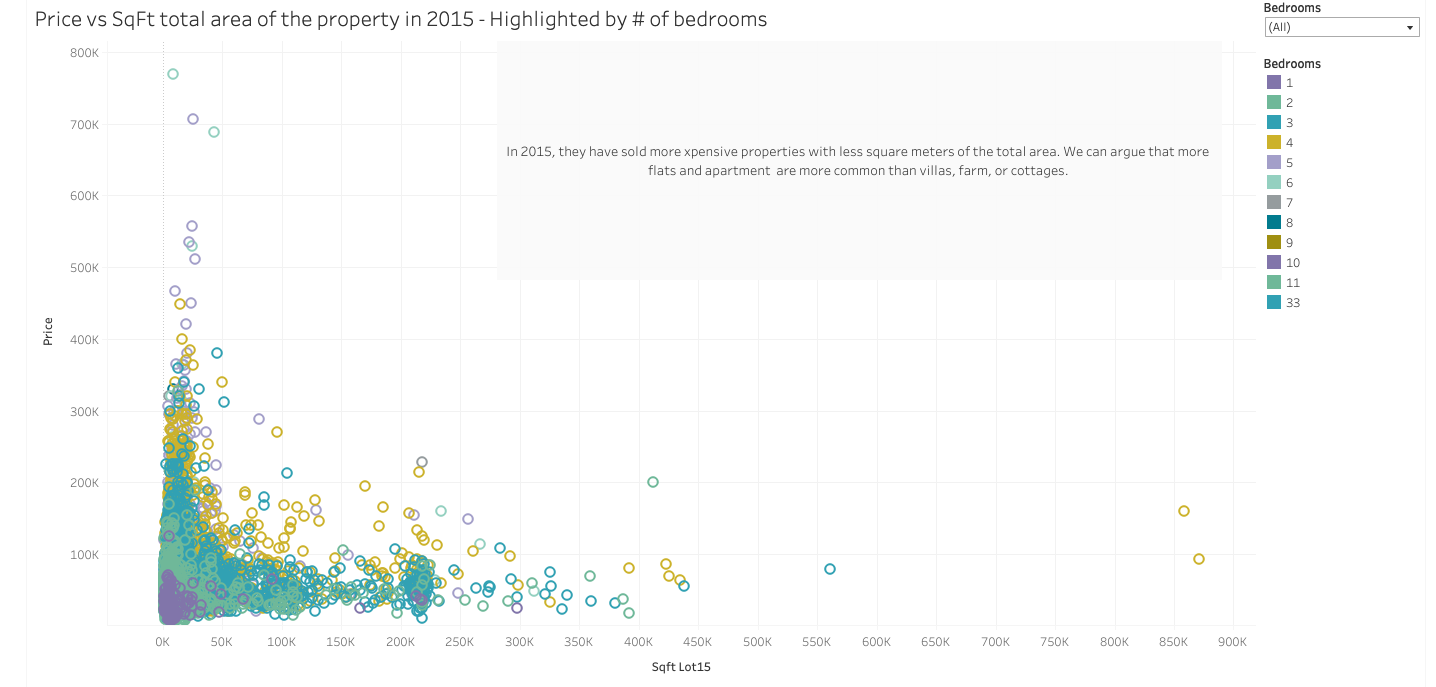 Price vs SqFt total area of the property in 2015 - Highlighted by # of bedrooms
Bedrooms
(All)
Bedrooms
1
2
3
4
5
6
7
8
9
10
11
33
In 2015, they have sold more xpensive properties with less square meters of the total area. We can argue that more
flats and apartment  are more common than villas, farm, or cottages.
Price
800K
700K
600K
500K
400K
300K
200K
100K
0K 50K 100K 150K 200K 250K 300K 350K 400K 450K 500K 550K 600K 650K 700K 750K 800K 850K 900K
Sqft Lot15